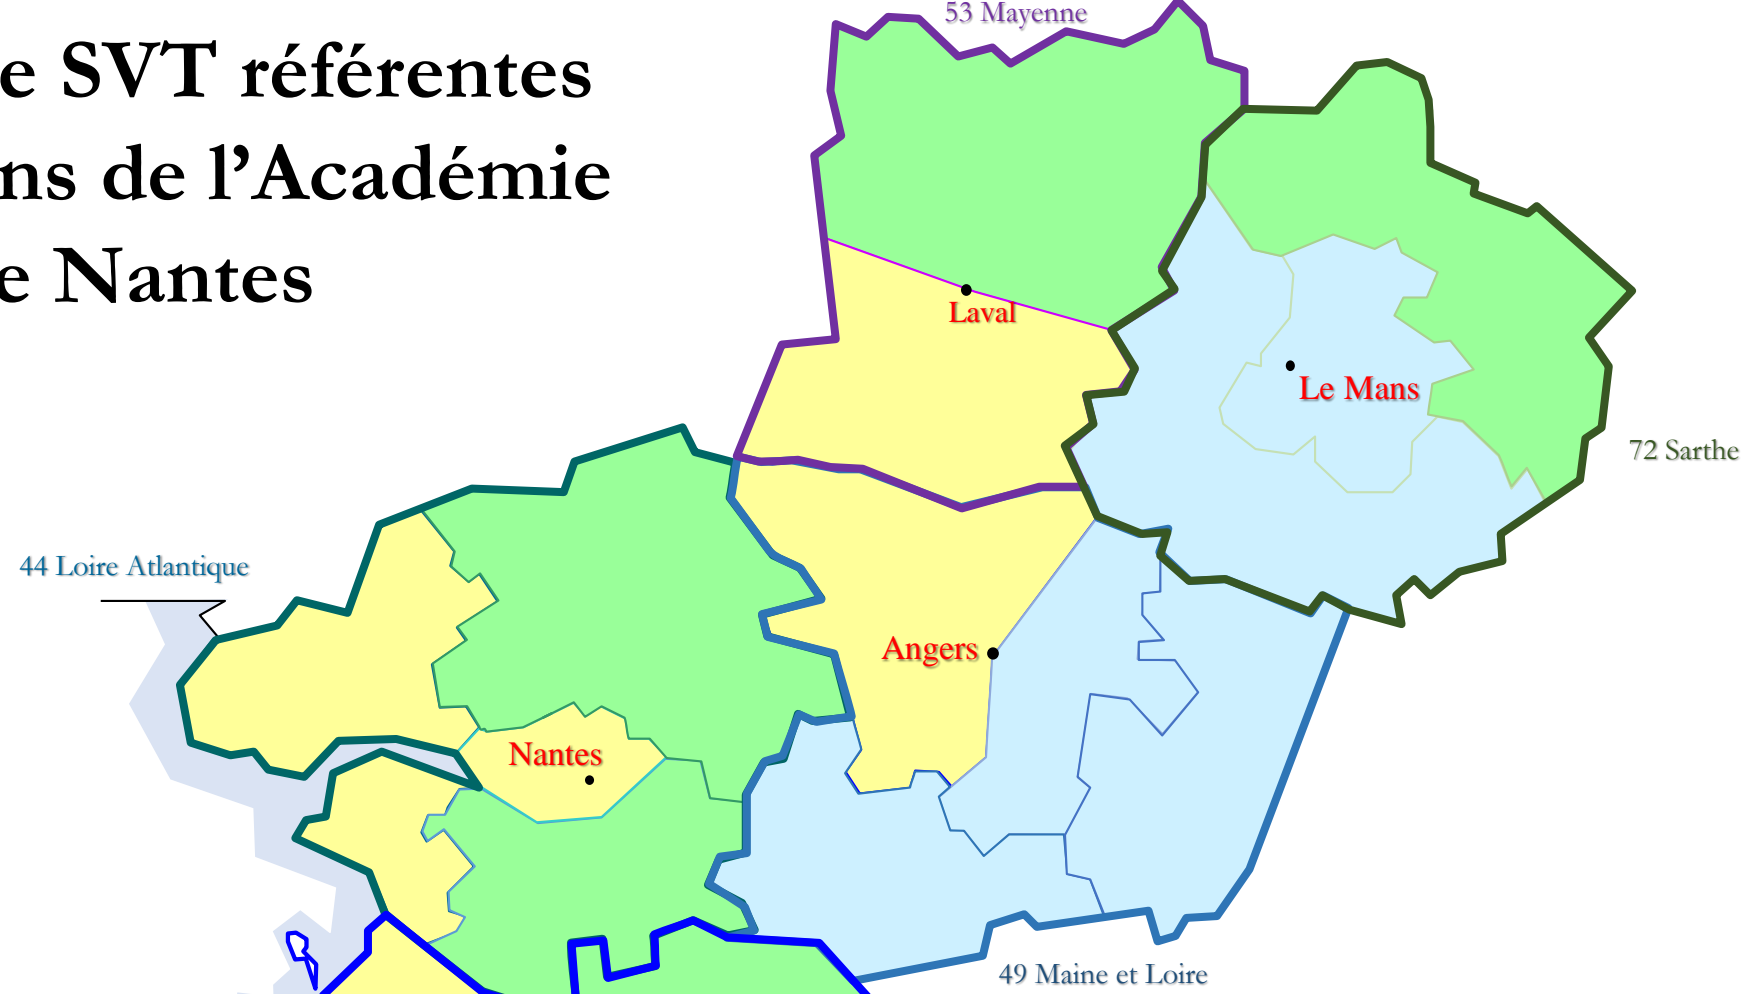 53 Mayenne
e SVT référentes
ns de l’Académie
e Nantes
Laval
Le Mans
72 Sarthe
44 Loire Atlantique
Angers
Nantes
49 Maine et Loire